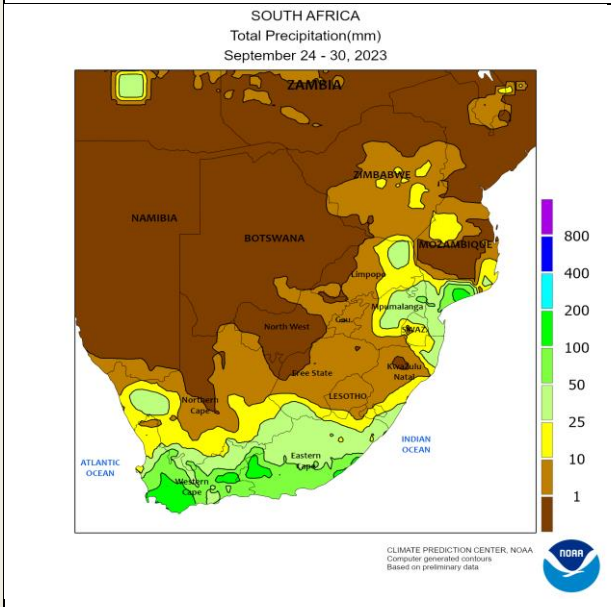 SOUTH AFRICA
Total Precipitation(mm)
September 24 - 30, 2023
ZAMBIA
ZIMBABWE
NAMIBIA
BOTSWANA
MOZAMBIQUE
Limpopo
Mpumalanga
North West
Gau.
SWAZ.
Kwazulu
Natal
Free State
LESOTHO
Northern
Cape
INDIAN
OCEAN
Eastern
Cape
ATLANTIC
OCEAN
Western
Cape
800
400
200
100
50
25
10
1
CLIMATE PREDICTION CENTER, NOAA
Computer generated contours
Based on preliminary data
NOAA